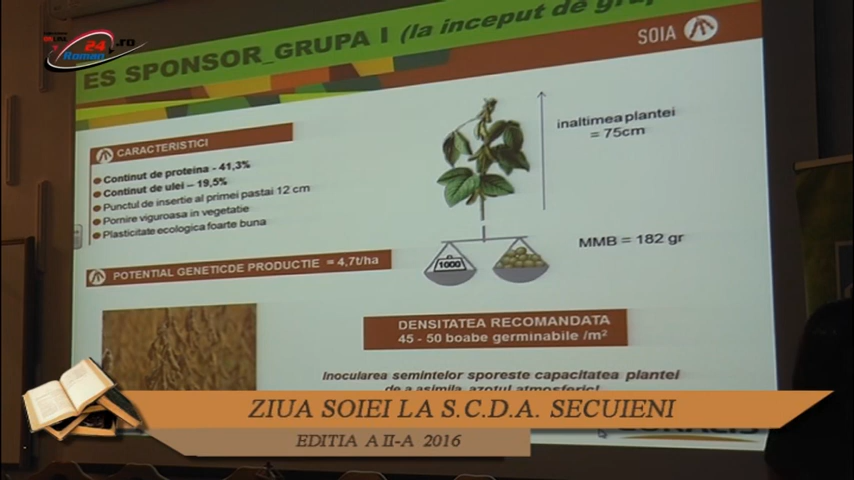 24.ro
Roman
ES SPONSOR_GRUPA I (la inceput de
SOIA
CARACTERISTICI
Continut de proteina - 41,3%
Continut de ulei – 19,5%
Punctul de insertie al primei pastai 12 cm
Pornire viguroasa in vegetatie
Plasticitate ecologica foarte buna
inaltimea plantei
= 75cm
1000
MMB = 182 gr
POTENTIAL GENETICDE PRODUCTIE = 4,7t/ha
DENSITATEA RECOMANDATA
45 - 50 boabe germinabile /m²
Inocularea semintelor sporeste capacitatea plantei
de a asimila azotul atmosferic!
ZIUA SOIEI LA S.C.D.A. SECUIENI
EDITIA A II-A 2016